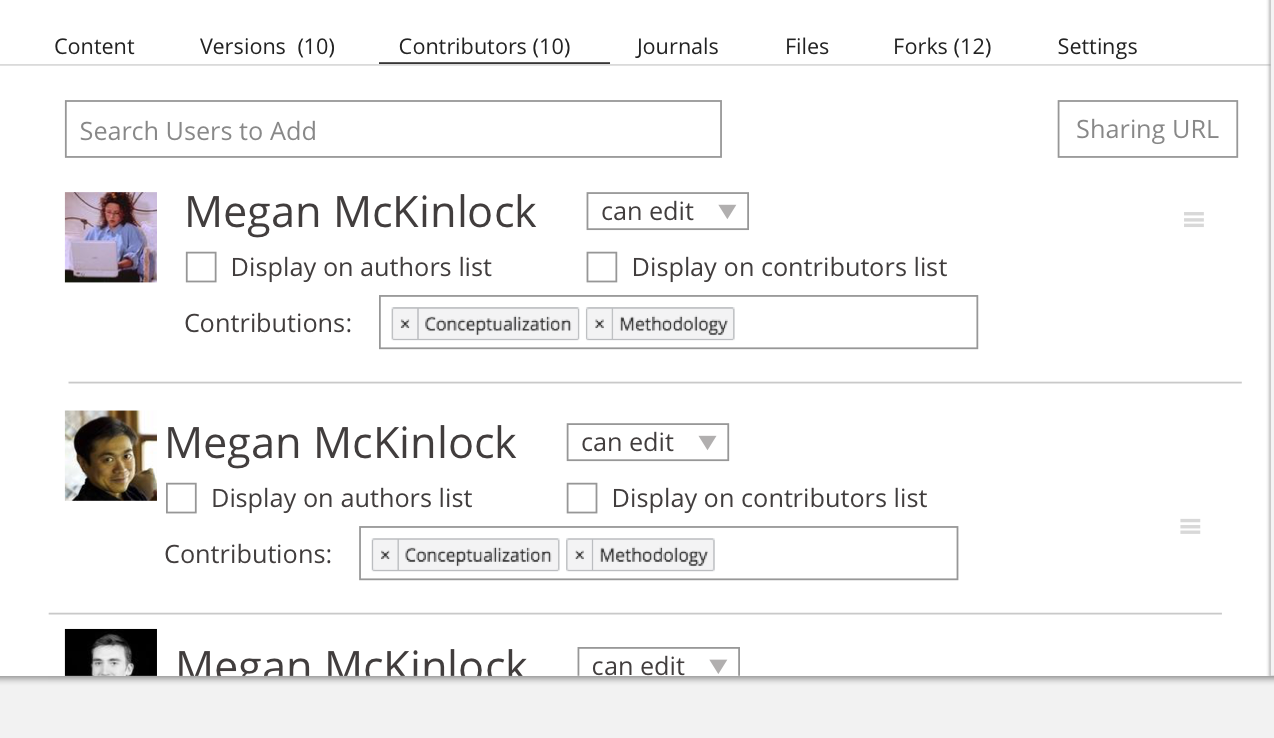 Content Versions (10) Contributors (10) Journals Files Forks (12) Settings
Search Users to Add Sharing URL
Megan McKinlock can edit
Display on authors list Display on contributors list
Contributions: × Conceptualization × Methodology
Megan McKinlock can edit
Display on authors list Display on contributors list
Contributions: × Conceptualization × Methodology
Megan McKinlock can edit